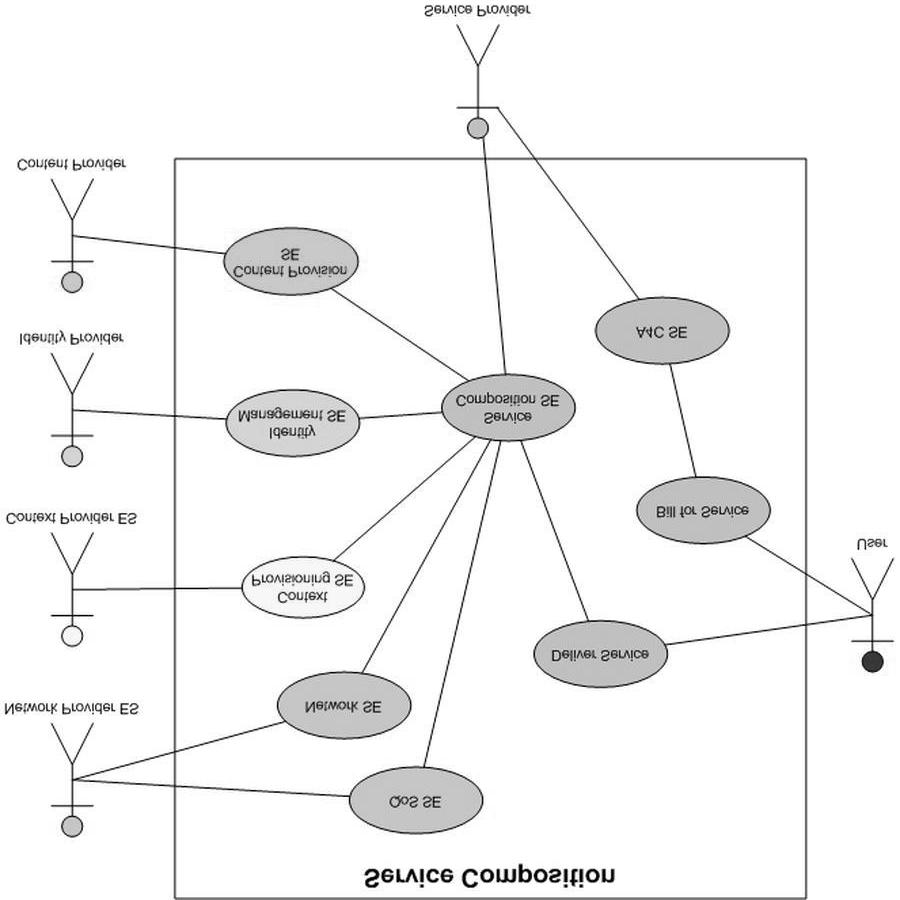 Service Composition
QoS SE
Network SE
Network Provider ES
Deliver Service
User
Context
Provisioning SE
Context Provider ES
Bill for Service
Identity
Management SE
Identity Provider
Service
Composition SE
A4C SE
Content Provision
SE
Content Provider
Service Provider